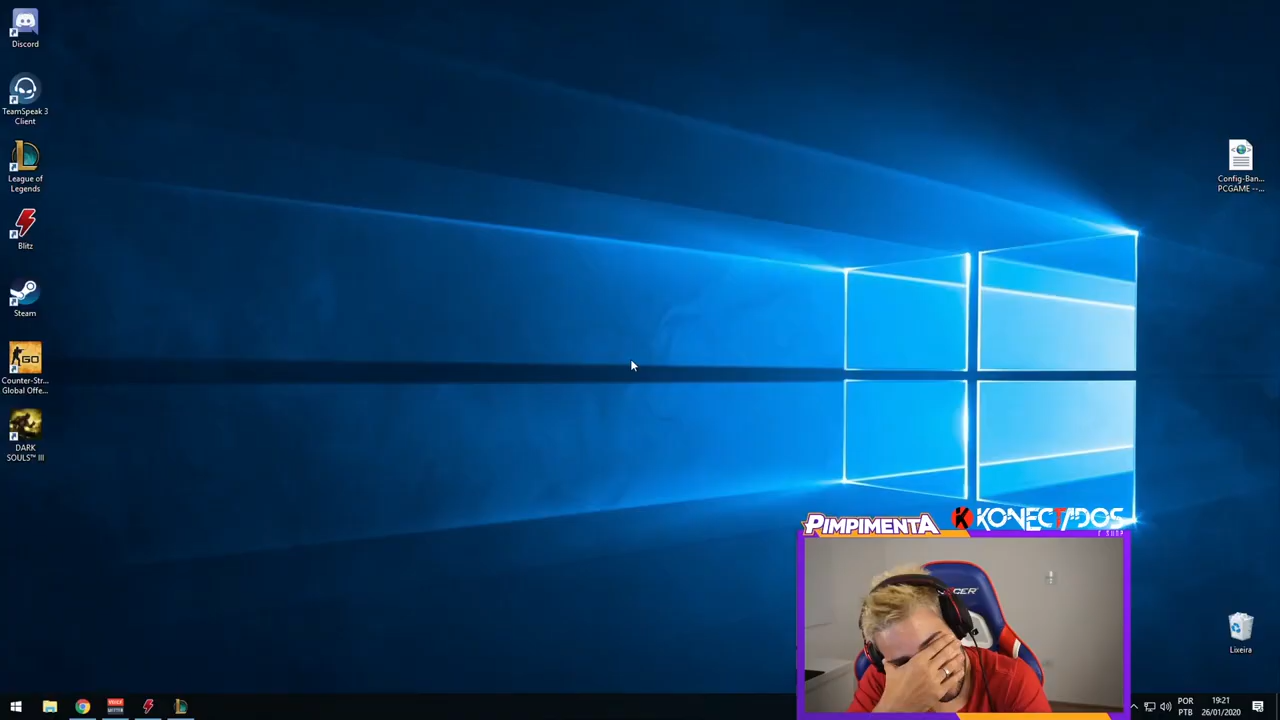 Discord
TeamSpeak 3
Client
League of
Legends
Blitz
Steam
GO
Counter-Str...
Global Offe...
DARK
SOULS™ III
Config-Ban...
PCGAME --...
Lixeira
PIMPIMENTA
KONECTADOS
POR
PTB
19:21
26/01/2020